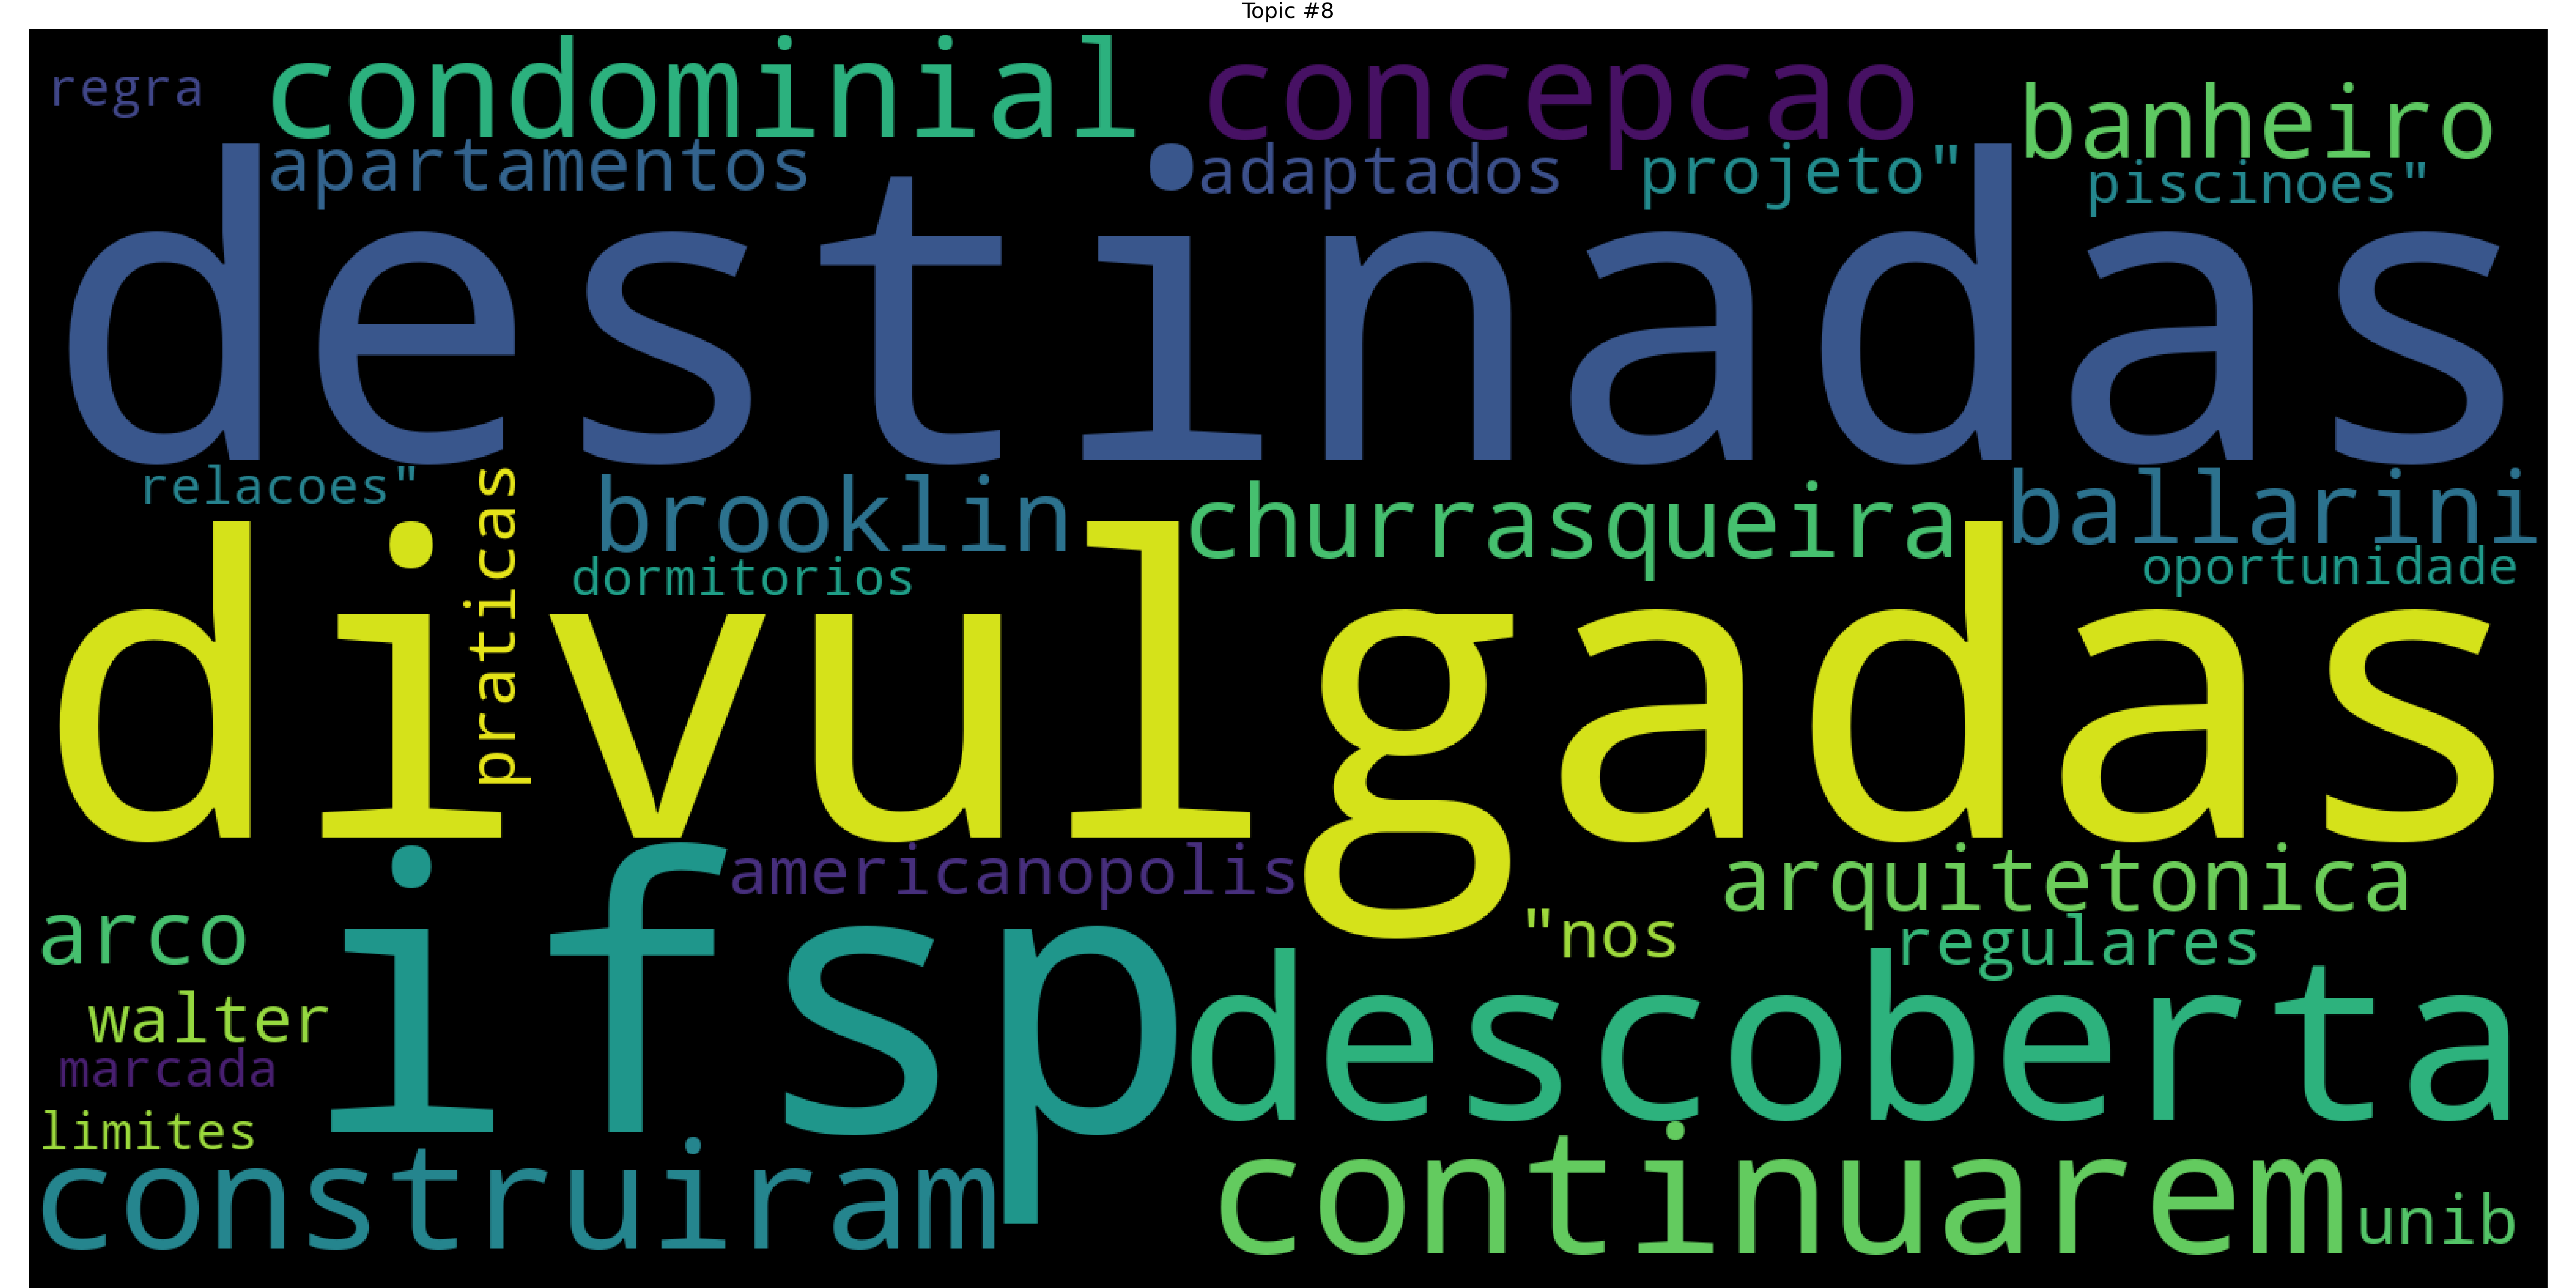 Topic #8
regra
condominial
concepcao
banheiro
apartamentos
adaptados
projeto"
piscinoes"
destinadas
relacoes"
praticas
brooklin
churrasqueira
ballarini
dormitorios
oportunidade
divulgadas
americanopolis
arquitetonica
arco
"nos
regulares
ifsp
walter
descoberta
marcada
limites
construiram
continuarem
unib